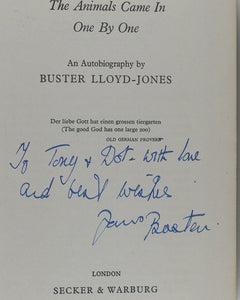 The Animals Came In
One By One
An Autobiography by
BUSTER LLOYD-JONES
Der liebe Gott hat einen grossen tiergarten
(The good God has one large zoo)
OLD GERMAN PROVERB
To Tony & Dot - with love
and best wishes
Buster
LONDON
SECKER & WARBURG